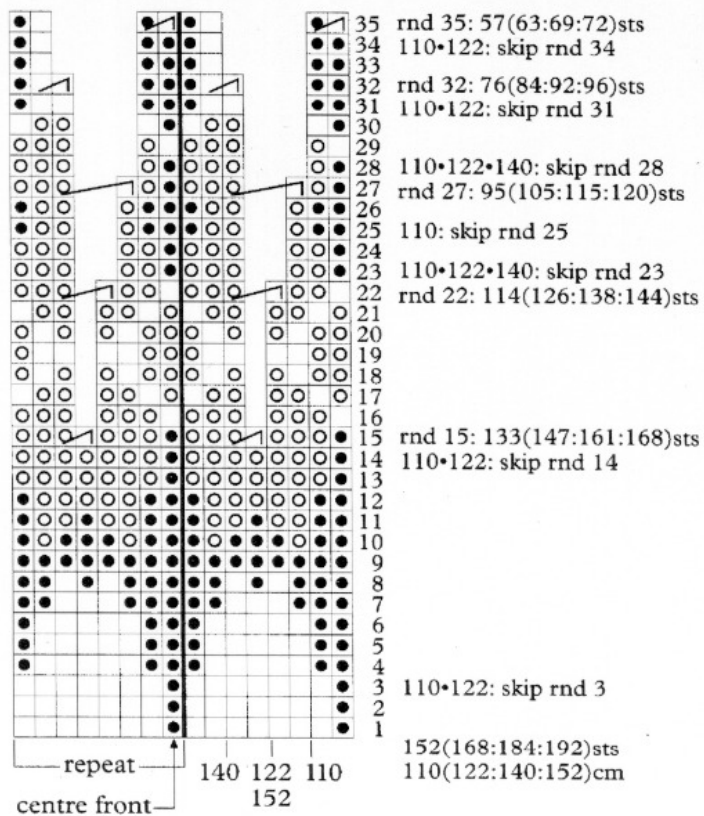 35 rnd 35: 57(63:69:72)sts
34 110•122: skip rnd 34
33
32 rnd 32: 76(84:92:96)sts
31 110•122: skip rnd 31
30
29
28 110•122•140: skip rnd 28
27 rnd 27: 95(105:115:120)sts
26
25 110: skip rnd 25
24
23 110•122•140: skip rnd 23
22 rnd 22: 114(126:138:144)sts
21
20
19
18
17
16
15 rnd 15: 133(147:161:168)sts
14 110•122: skip rnd 14
13
12
11
10
9
8
7
6
5
4
3 110•122: skip rnd 3
2
1
152(168:184:192)sts
repeat 140 122 110 110(122:140:152)cm
152
centre front